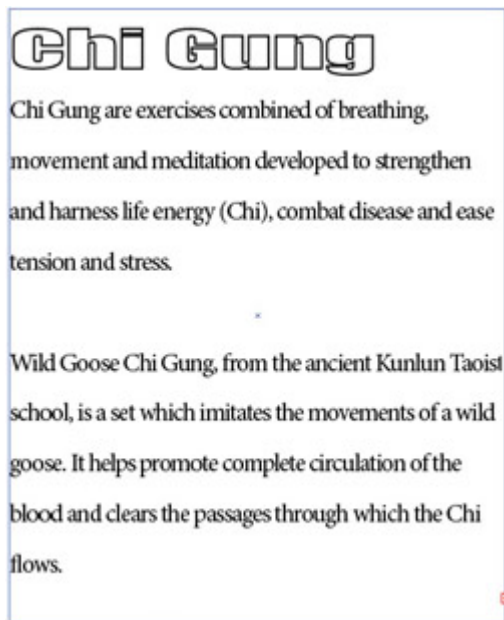 Chi Gung
Chi Gung are exercises combined of breathing,
movement and meditation developed to strengthen
and harness life energy (Chi), combat disease and ease
tension and stress.
Wild Goose Chi Gung, from the ancient Kunlun Taoist
school, is a set which imitates the movements of a wild
goose. It helps promote complete circulation of the
blood and clears the passages through which the Chi
flows.